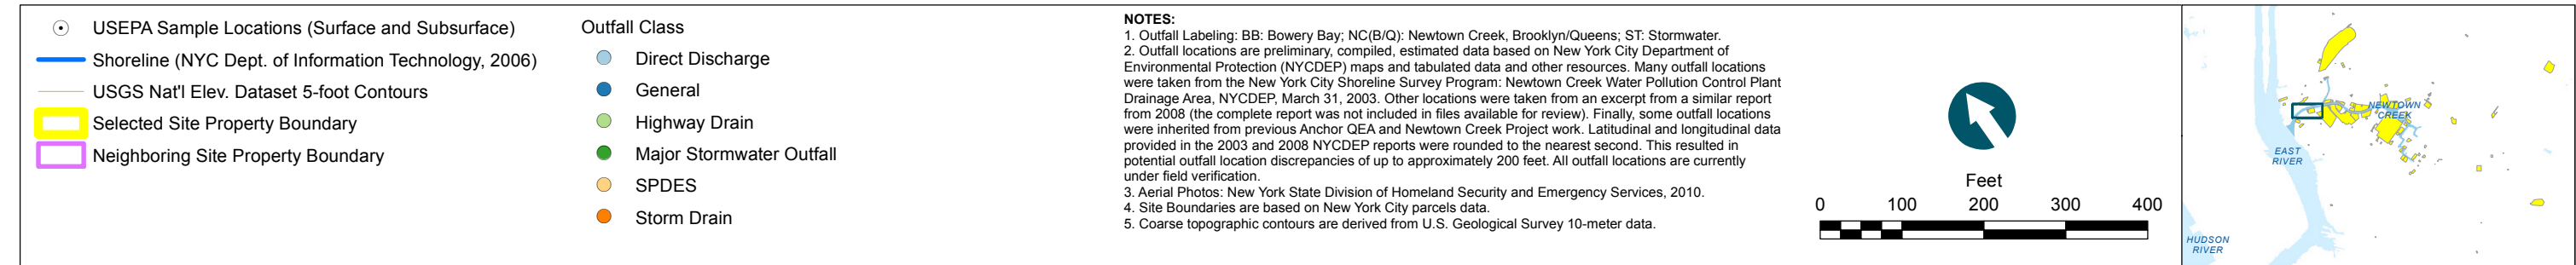 USEPA Sample Locations (Surface and Subsurface)
Shoreline (NYC Dept. of Information Technology, 2006)
USGS Nat'l Elev. Dataset 5-foot Contours
Selected Site Property Boundary
Neighboring Site Property Boundary
Outfall Class
Direct Discharge
General
Highway Drain
Major Stormwater Outfall
SPDES
Storm Drain
NOTES:
1. Outfall Labeling: BB: Bowery Bay; NC(B/Q): Newtown Creek, Brooklyn/Queens; ST: Stormwater.
2. Outfall locations are preliminary, compiled, estimated data based on New York City Department of
Environmental Protection (NYCDEP) maps and tabulated data and other resources. Many outfall locations
were taken from the New York City Shoreline Survey Program: Newtown Creek Water Pollution Control Plant
Drainage Area, NYCDEP, March 31, 2003. Other locations were taken from an excerpt from a similar report
from 2008 (the complete report was not included in files available for review). Finally, some outfall locations
were inherited from previous Anchor QEA and Newtown Creek Project work. Latitudinal and longitudinal data
provided in the 2003 and 2008 NYCDEP reports were rounded to the nearest second. This resulted in
potential outfall location discrepancies of up to approximately 200 feet. All outfall locations are currently
under field verification.
3. Aerial Photos: New York State Division of Homeland Security and Emergency Services, 2010.
4. Site Boundaries are based on New York City parcels data.
5. Coarse topographic contours are derived from U.S. Geological Survey 10-meter data.
Feet
0 100 200 300 400
NEWTOWN
CREEK
EAST
RIVER
HUDSON
RIVER